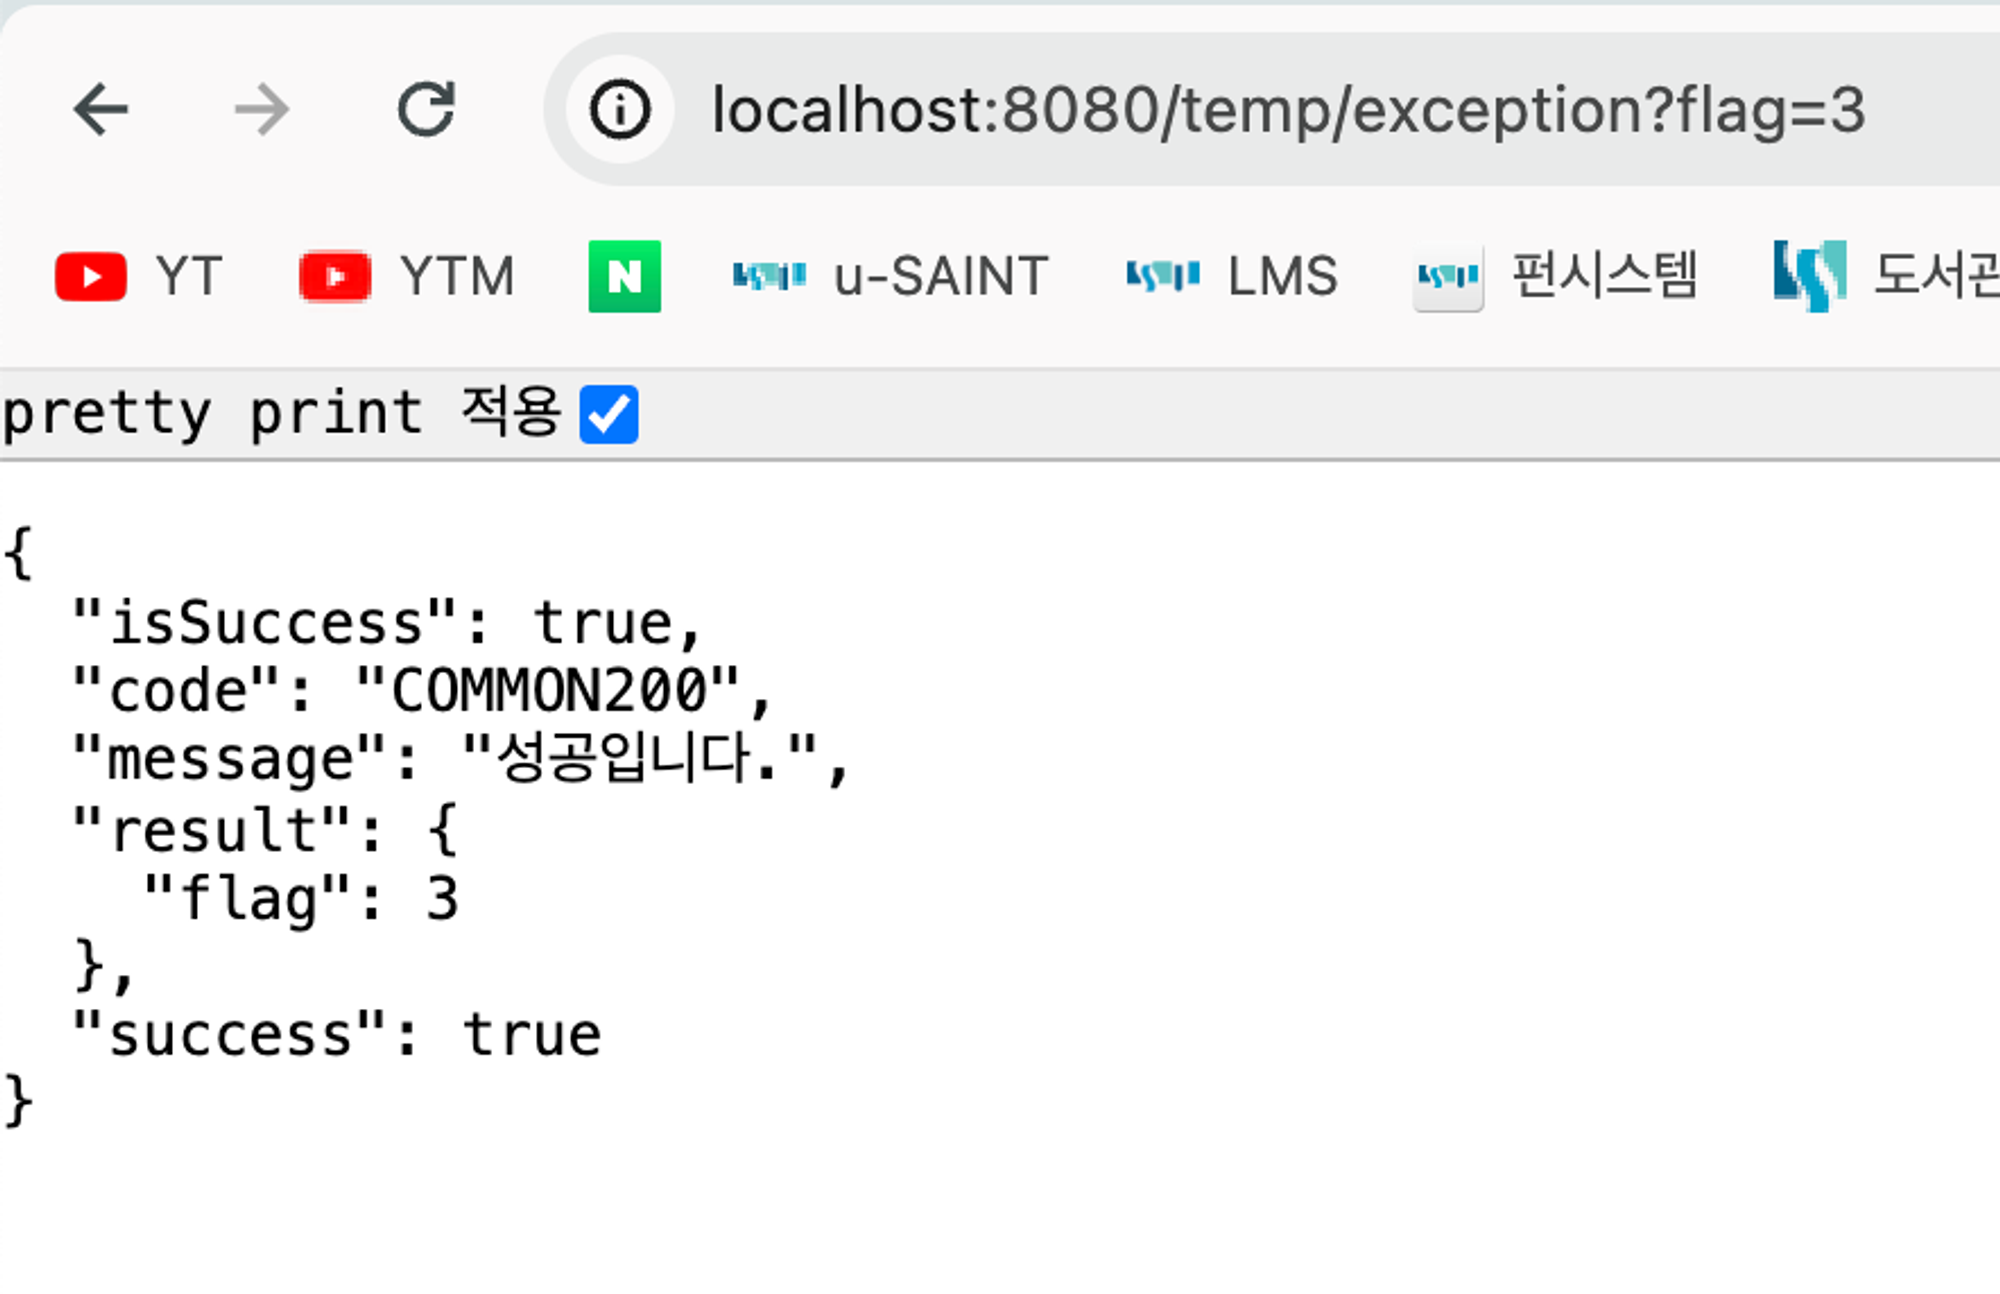 localhost:8080/temp/exception?flag=3
YT YTM N u-SAINT LMS 펀시스템 도서관
pretty print 적용
{
  "isSuccess": true,
  "code": "COMMON200",
  "message": "성공입니다.",
  "result": {
    "flag": 3
  },
  "success": true
}